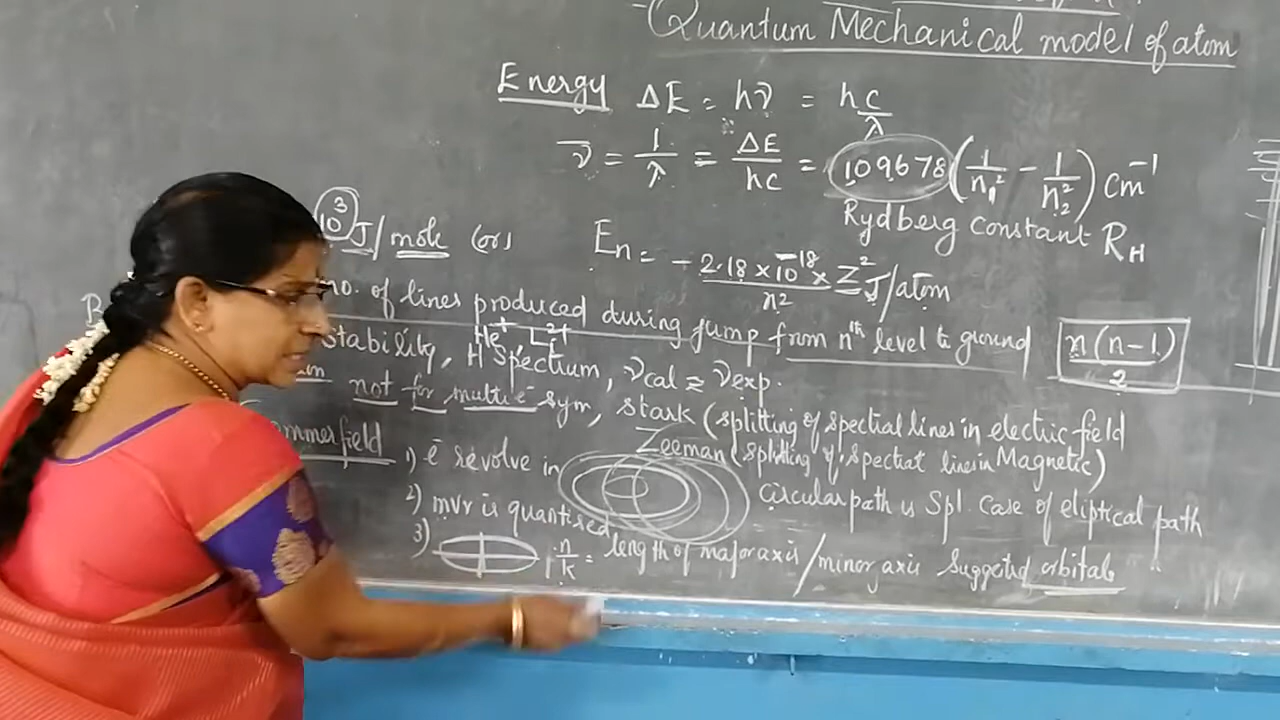 Quantum Mechanical model of atom
Energy ΔE = hν = hc/λ
ν̅ = 1/λ = ΔE/hc = 109678 (1/n₁² − 1/n₂²) cm⁻¹
Rydberg constant R_H
10³ J/mole (or) En = − 2.18 × 10⁻¹⁸ × Z²/n² J/atom
no. of lines produced during jump from nᵗʰ level to ground n(n-1)/2
He⁺, Li²⁺
stability, H Spectrum, νcal ≈ νexp.
not for multi e⁻ sym, stark (splitting of spectral lines in electric field
Zeeman (splitting of spectral lines in Magnetic)
mmerfield 1) e⁻ revolve in
circular path is Spl. case of eliptical path
2) mvr is quantised
3) n/k = length of major axis / minor axis Suggested orbitals